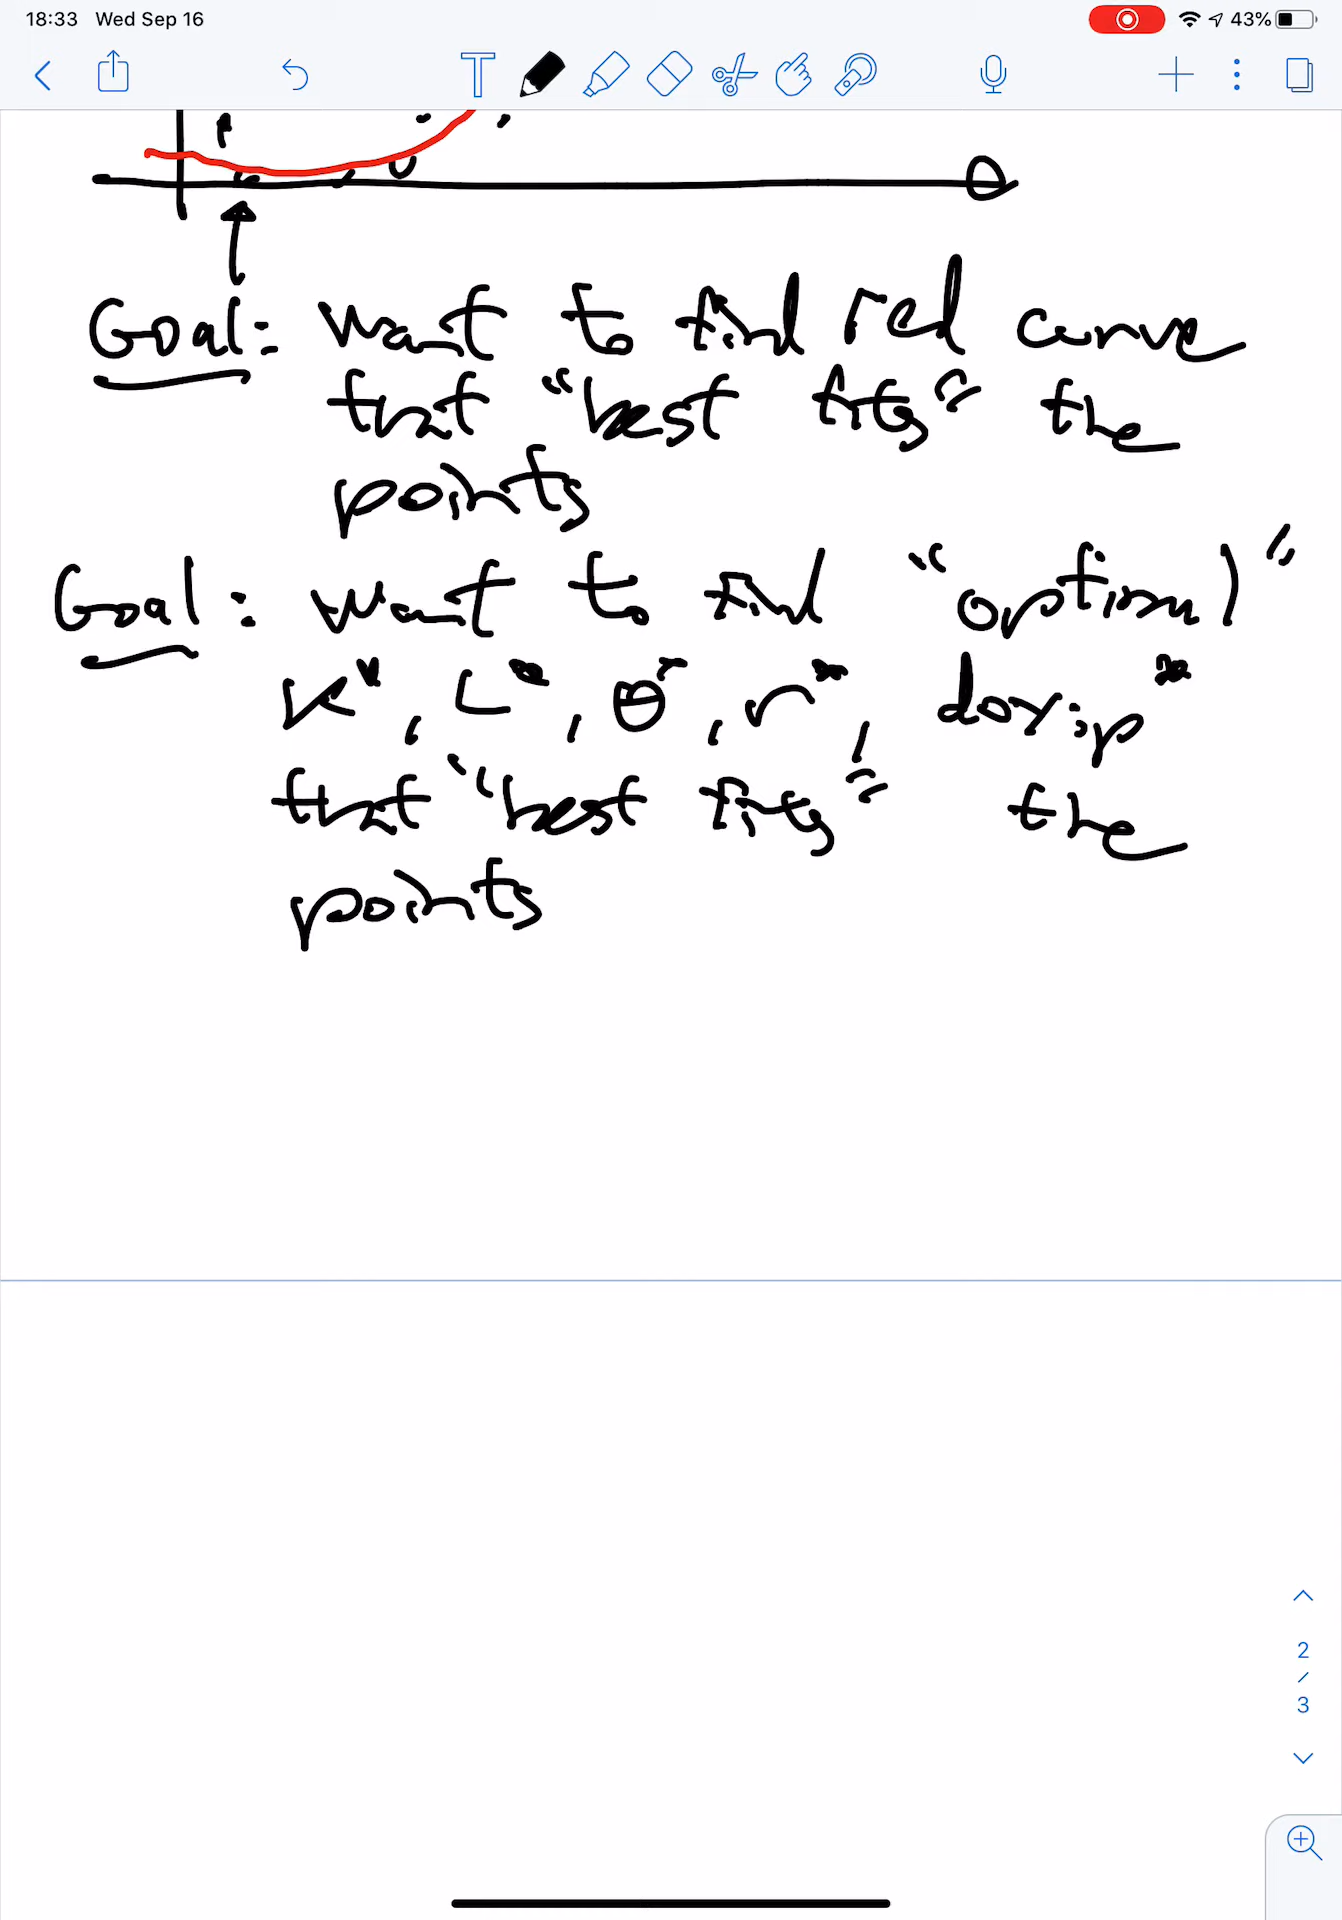 18:33 Wed Sep 16 43%
Goal: want to find red curve
that "best fits" the
points
Goal: want to find "optimal"
K*, L*, θ*, r*,
that "best fits" the
points
2
/
3